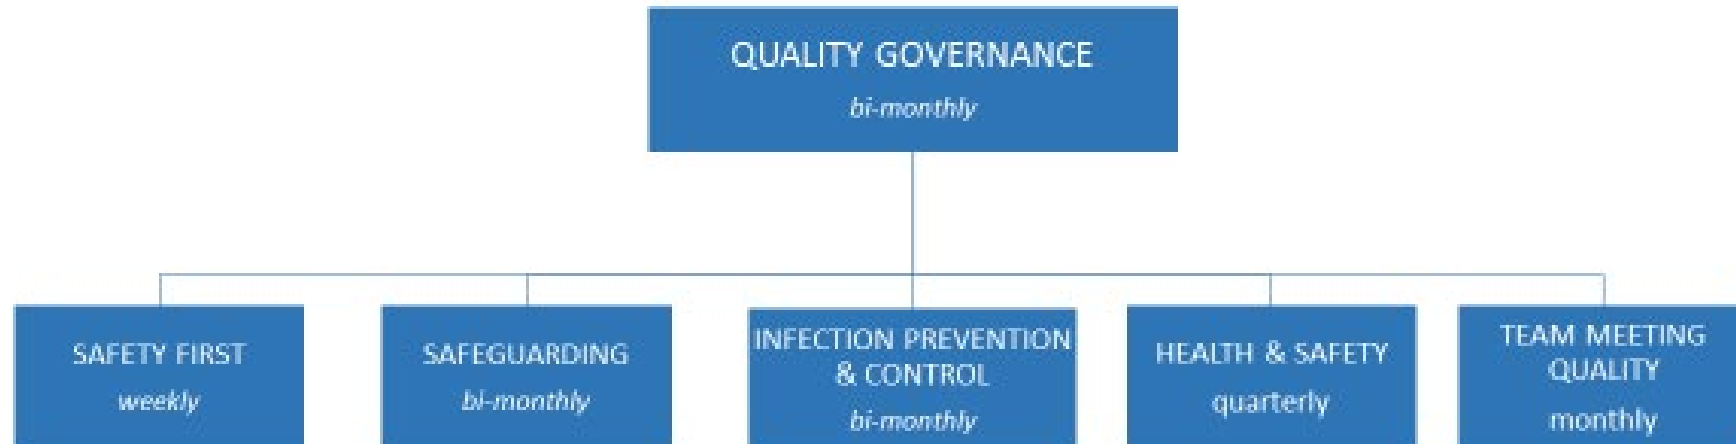 QUALITY GOVERNANCE
bi-monthly
SAFETY FIRST
weekly
SAFEGUARDING
bi-monthly
INFECTION PREVENTION
& CONTROL
bi-monthly
HEALTH & SAFETY
quarterly
TEAM MEETING
QUALITY
monthly